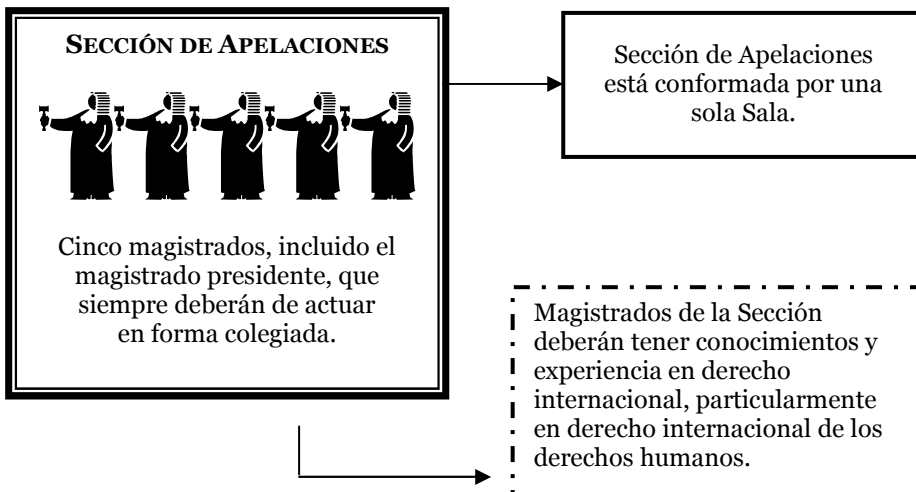 SECCIÓN DE APELACIONES
Cinco magistrados, incluido el
magistrado presidente, que
siempre deberán de actuar
en forma colegiada.
Sección de Apelaciones
está conformada por una
sola Sala.
Magistrados de la Sección
deberán tener conocimientos y
experiencia en derecho
internacional, particularmente
en derecho internacional de los
derechos humanos.